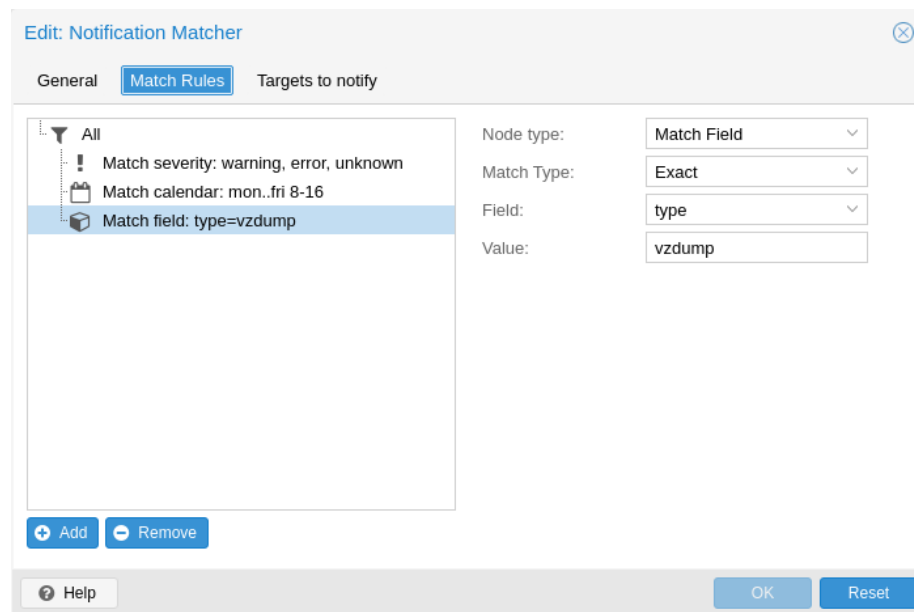 Edit: Notification Matcher
General Match Rules Targets to notify
All
Match severity: warning, error, unknown
Match calendar: mon..fri 8-16
Match field: type=vzdump
Node type: Match Field
Match Type: Exact
Field: type
Value: vzdump
Add Remove
Help OK Reset